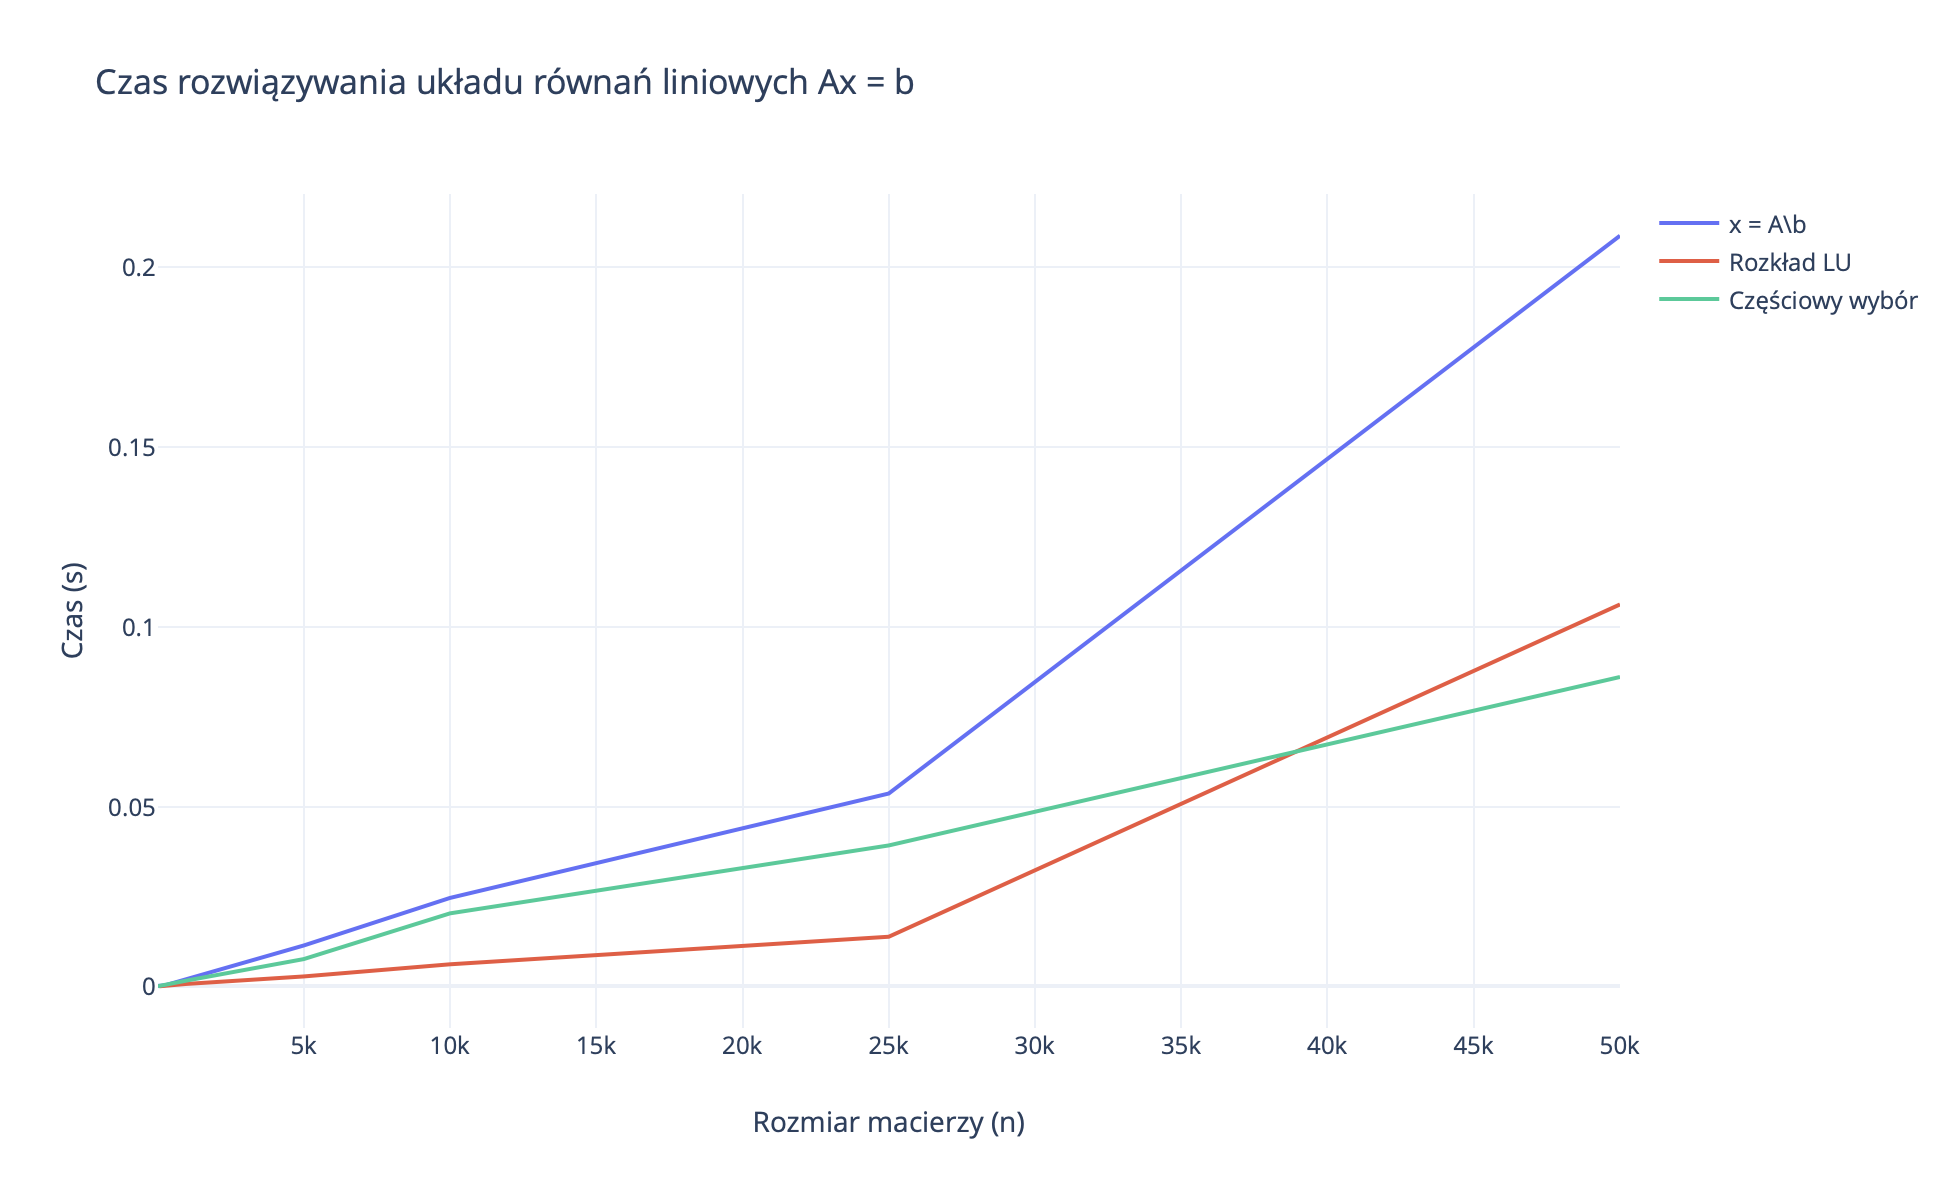 Czas rozwiązywania układu równań liniowych Ax = b
x = A\b
Rozkład LU
Częściowy wybór
Czas (s)
0.2
0.15
0.1
0.05
0
5k 10k 15k 20k 25k 30k 35k 40k 45k 50k
Rozmiar macierzy (n)